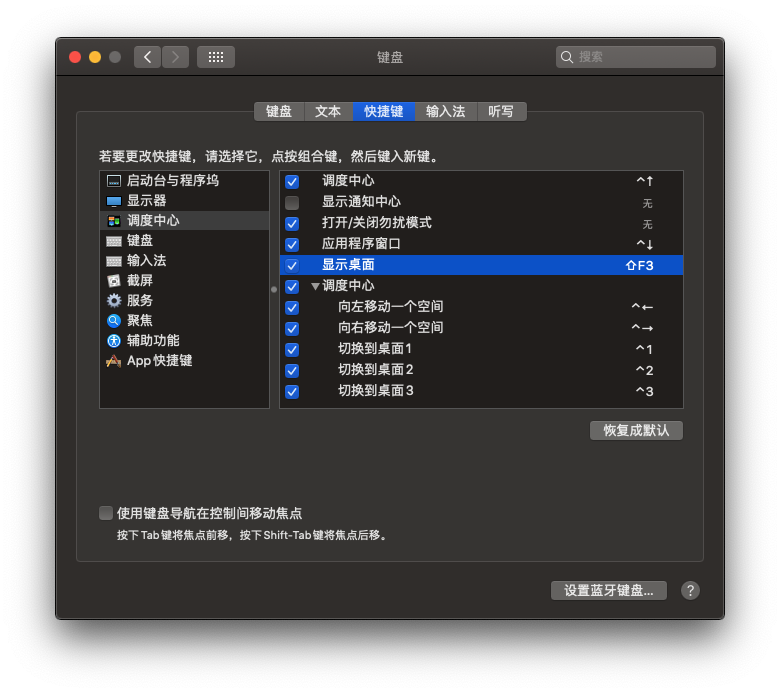 键盘
搜索
键盘 文本 快捷键 输入法 听写
若要更改快捷键，请选择它，点按组合键，然后键入新键。
启动台与程序坞
显示器
调度中心
键盘
输入法
截屏
服务
聚焦
辅助功能
App 快捷键
调度中心 ^↑
显示通知中心 无
打开/关闭勿扰模式 无
应用程序窗口 ^↓
显示桌面 ⇧F3
调度中心
向左移动一个空间 ^←
向右移动一个空间 ^→
切换到桌面 1 ^1
切换到桌面 2 ^2
切换到桌面 3 ^3
恢复成默认
使用键盘导航在控制间移动焦点
按下 Tab 键将焦点前移，按下 Shift-Tab 键将焦点后移。
设置蓝牙键盘... ?